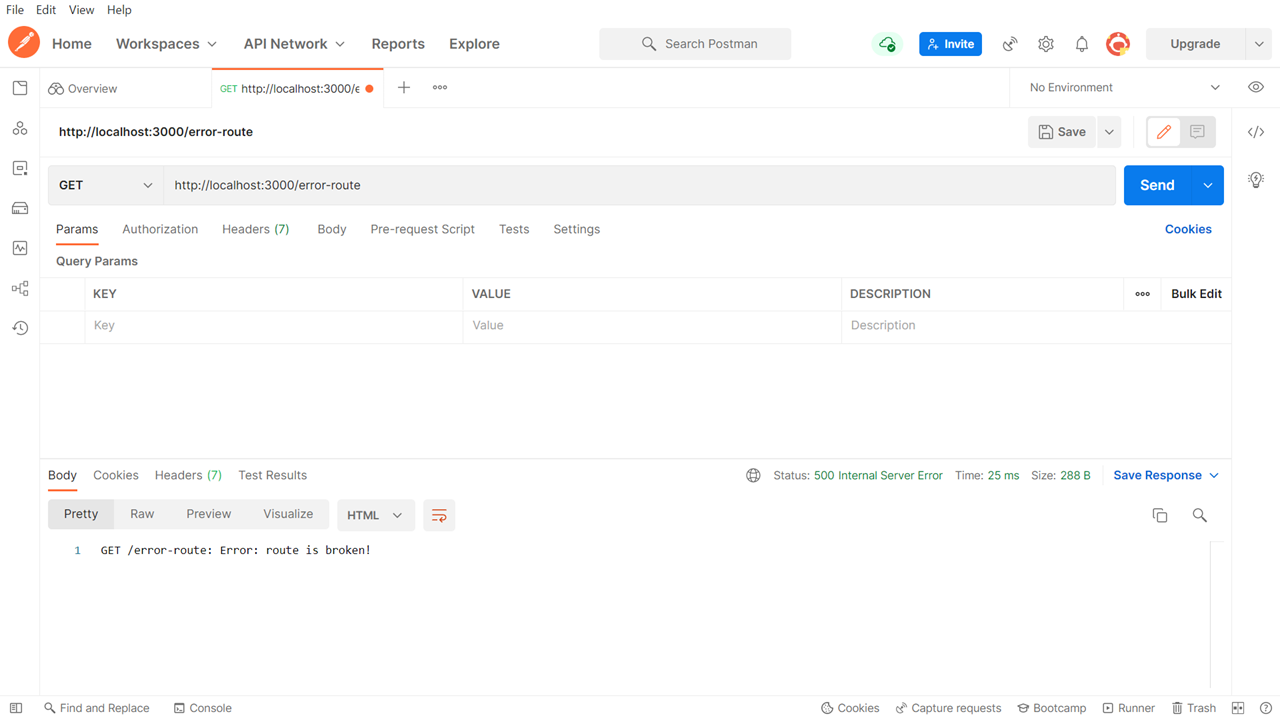 File Edit View Help
Home Workspaces API Network Reports Explore Search Postman Invite Upgrade
Overview GET http://localhost:3000/e No Environment
http://localhost:3000/error-route Save
GET http://localhost:3000/error-route Send
Params Authorization Headers (7) Body Pre-request Script Tests Settings Cookies
Query Params
KEY VALUE DESCRIPTION Bulk Edit
Key Value Description
Body Cookies Headers (7) Test Results Status: 500 Internal Server Error Time: 25 ms Size: 288 B Save Response
Pretty Raw Preview Visualize HTML
1 GET /error-route: Error: route is broken!
Find and Replace Console Cookies Capture requests Bootcamp Runner Trash